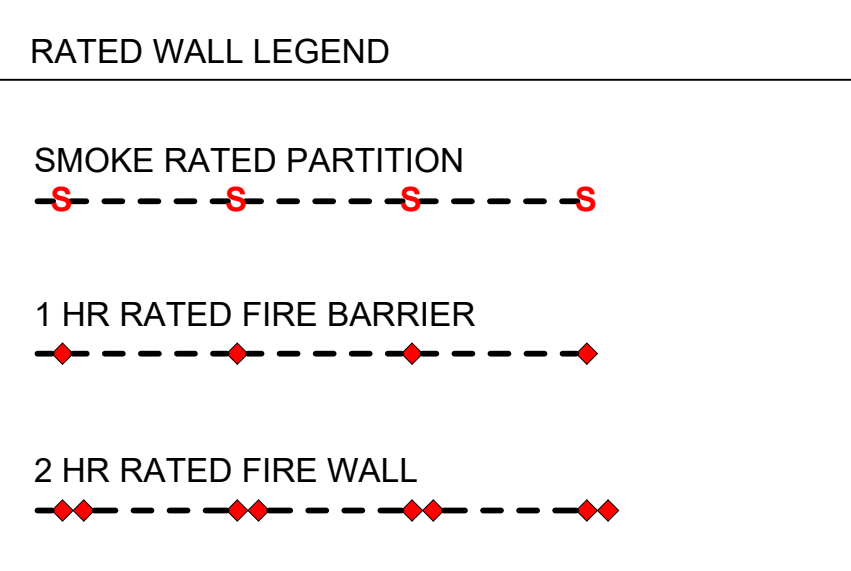 RATED WALL LEGEND
SMOKE RATED PARTITION
S S S S
1 HR RATED FIRE BARRIER
2 HR RATED FIRE WALL